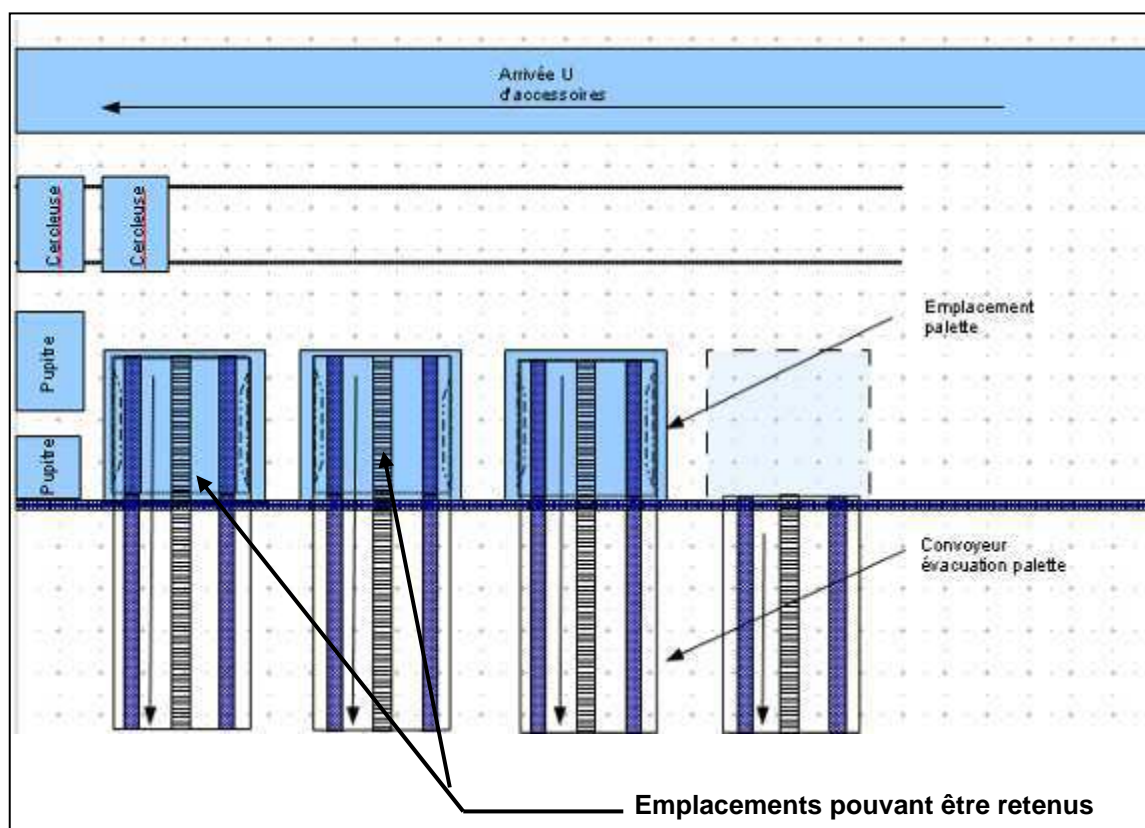 Arrivée U
d'accessoires
Cercleuse
Cercleuse
Pupitre
Pupitre
Emplacement
palette
Convoyeur
évacuation palette
Emplacements pouvant être retenus